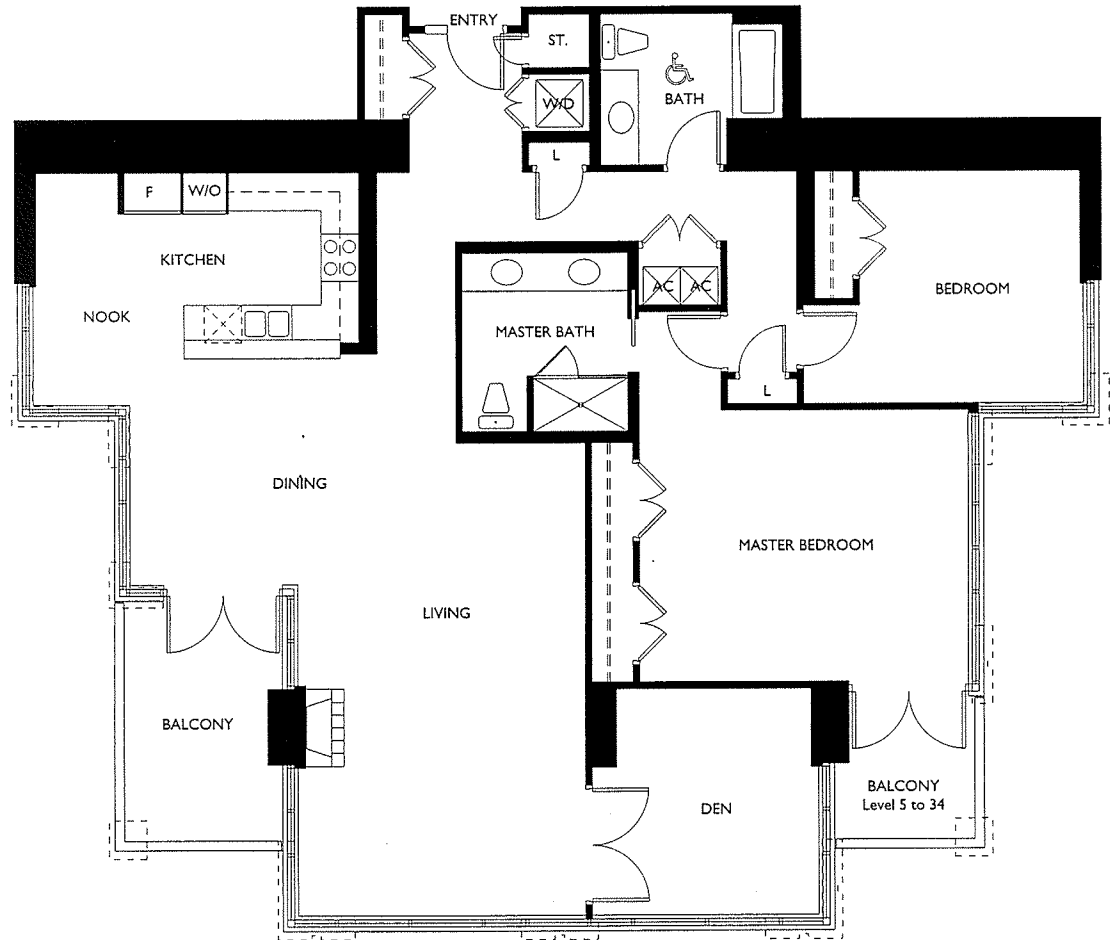 ENTRY
ST.
W/D
BATH
L
F
W/O
KITCHEN
NOOK
AC
AC
BEDROOM
MASTER BATH
L
DINING
MASTER BEDROOM
LIVING
BALCONY
BALCONY
Level 5 to 34
DEN